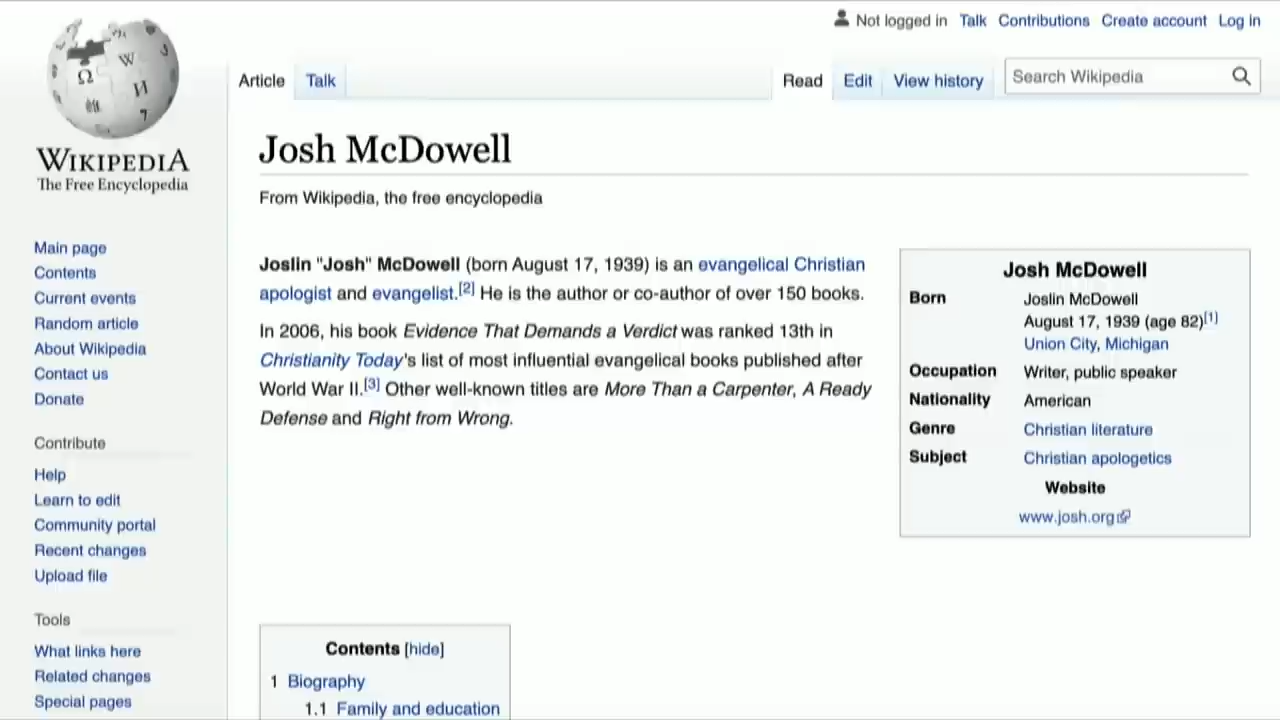 Not logged in Talk Contributions Create account Log in
Article Talk Read Edit View history Search Wikipedia
WIKIPEDIA
The Free Encyclopedia
Main page
Contents
Current events
Random article
About Wikipedia
Contact us
Donate
Contribute
Help
Learn to edit
Community portal
Recent changes
Upload file
Tools
What links here
Related changes
Special pages
Josh McDowell
From Wikipedia, the free encyclopedia
Joslin "Josh" McDowell (born August 17, 1939) is an evangelical Christian
apologist and evangelist.[2] He is the author or co-author of over 150 books.
In 2006, his book Evidence That Demands a Verdict was ranked 13th in
Christianity Today's list of most influential evangelical books published after
World War II.[3] Other well-known titles are More Than a Carpenter, A Ready
Defense and Right from Wrong.
Josh McDowell
Born Joslin McDowell
August 17, 1939 (age 82)[1]
Union City, Michigan
Occupation Writer, public speaker
Nationality American
Genre Christian literature
Subject Christian apologetics
Website
www.josh.org
Contents [hide]
1 Biography
1.1 Family and education